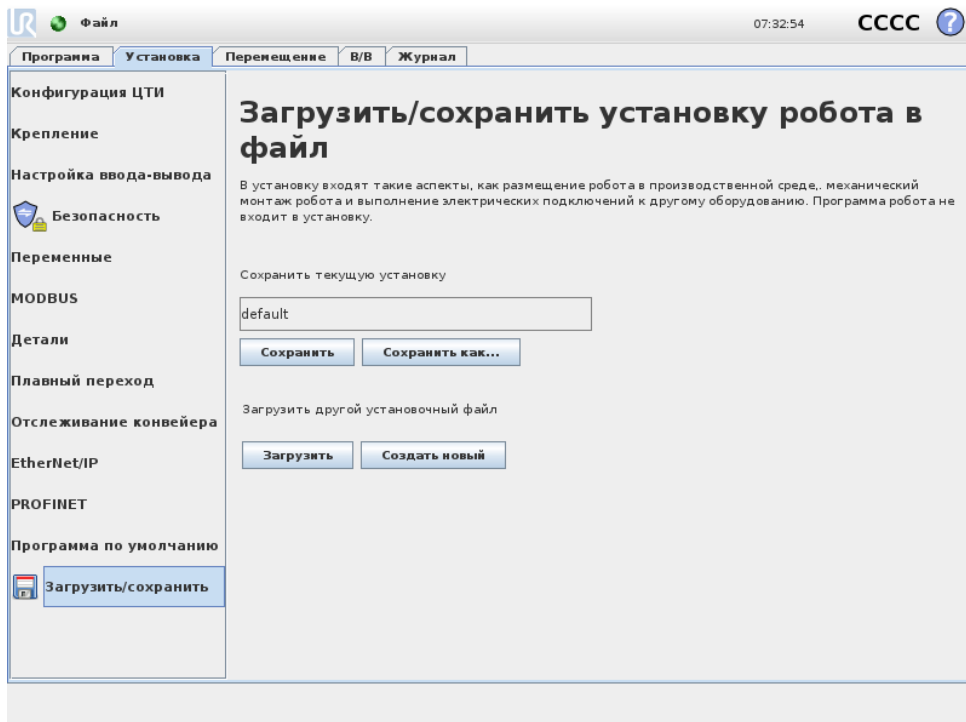 UR Файл 07:32:54 CCCC ?
Программа Установка Перемещение В/В Журнал
Конфигурация ЦТИ
Крепление
Настройка ввода-вывода
Безопасность
Переменные
MODBUS
Детали
Плавный переход
Отслеживание конвейера
EtherNet/IP
PROFINET
Программа по умолчанию
Загрузить/сохранить
Загрузить/сохранить установку робота в
файл
В установку входят такие аспекты, как размещение робота в производственной среде,. механический
монтаж робота и выполнение электрических подключений к другому оборудованию. Программа робота не
входит в установку.
Сохранить текущую установку
default
Сохранить Сохранить как...
Загрузить другой установочный файл
Загрузить Создать новый